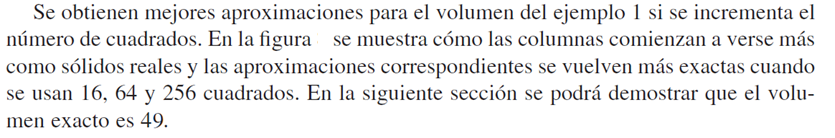 Se obtienen mejores aproximaciones para el volumen del ejemplo 1 si se incrementa el
número de cuadrados. En la figura se muestra cómo las columnas comienzan a verse más
como sólidos reales y las aproximaciones correspondientes se vuelven más exactas cuando
se usan 16, 64 y 256 cuadrados. En la siguiente sección se podrá demostrar que el volu-
men exacto es 49.